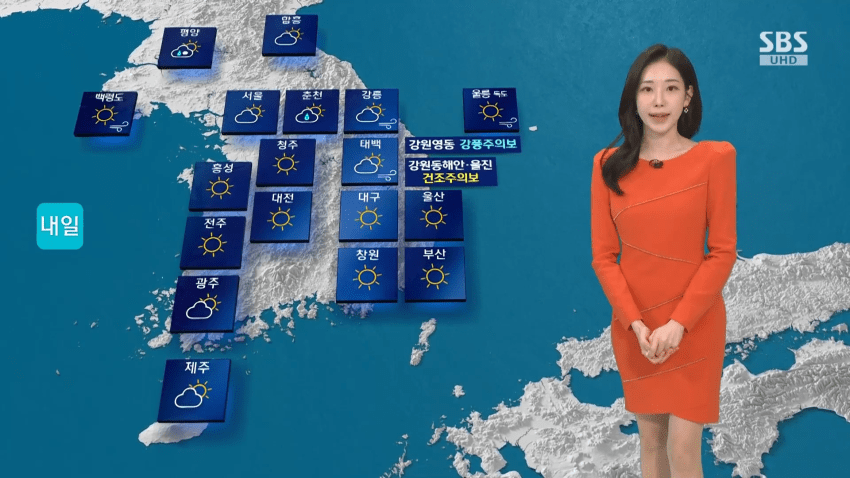 평양
함흥
SBS
UHD
백령도
서울
춘천
강릉
울릉 독도
청주
태백
강원영동 강풍주의보
강원동해안·울진
건조주의보
홍성
대전
대구
울산
내일
전주
창원
부산
광주
제주